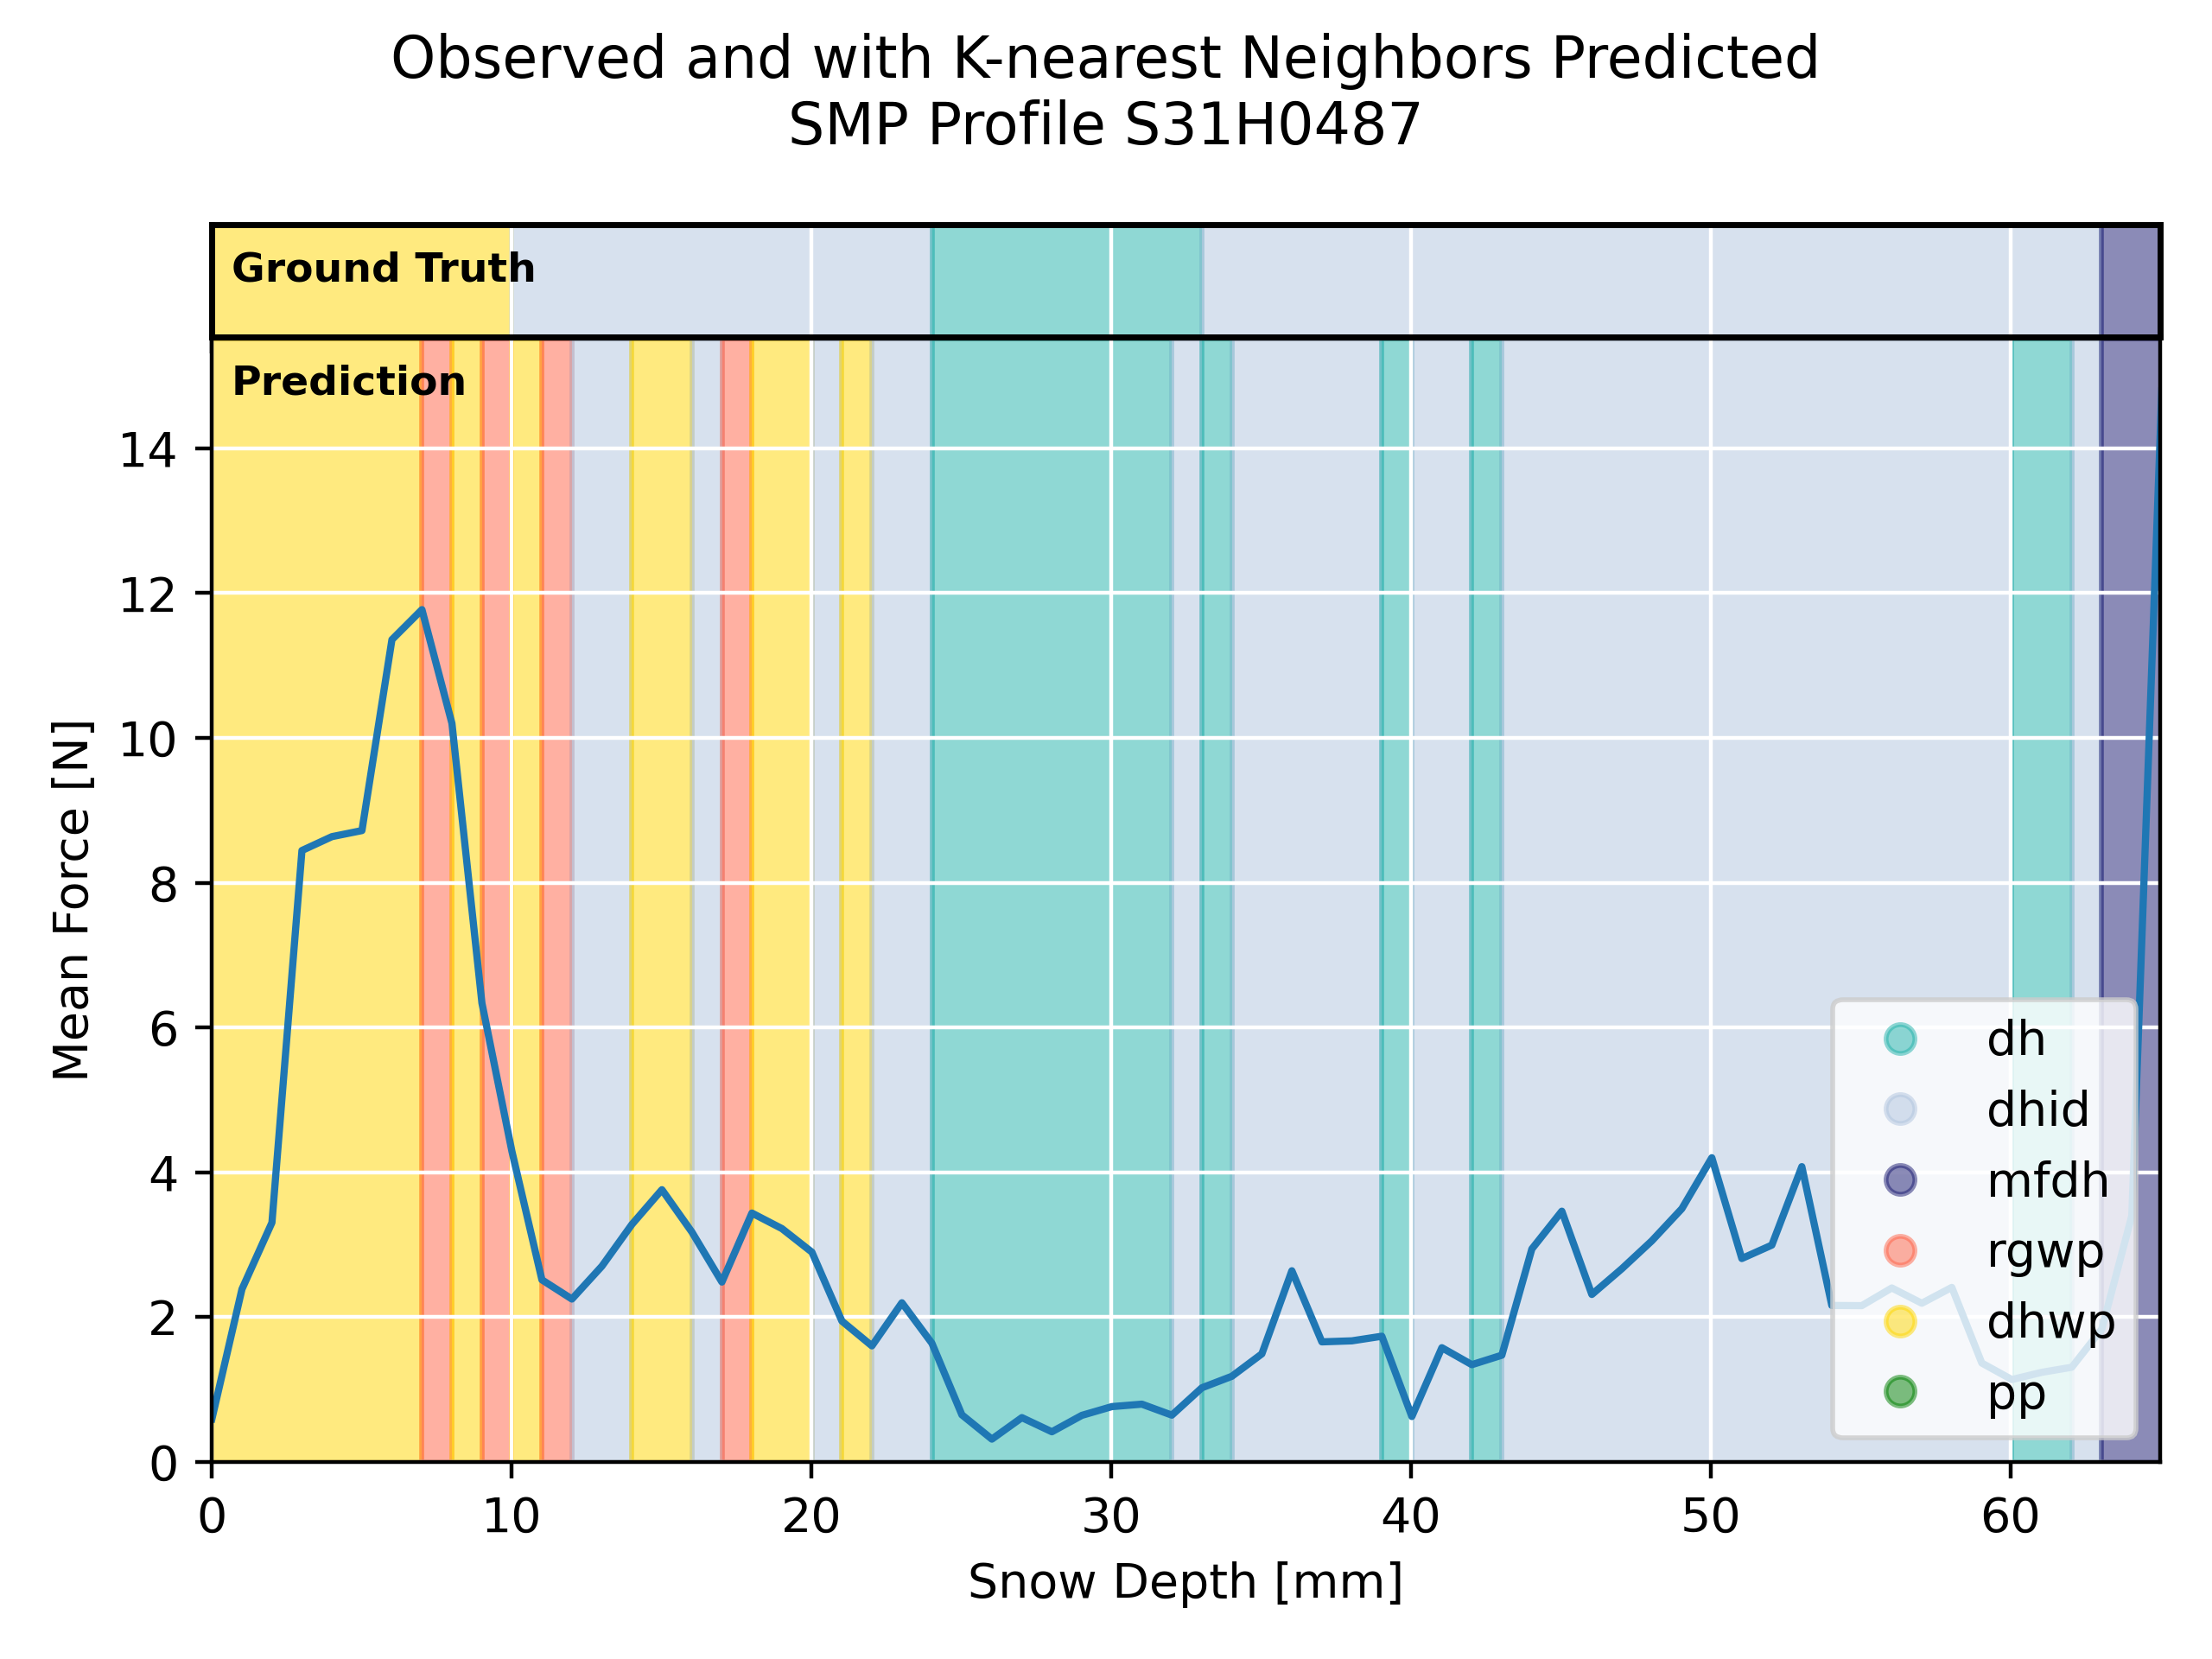 Observed and with K-nearest Neighbors Predicted
SMP Profile S31H0487
Ground Truth
Prediction
14
12
10
8
6
4
2
0
Mean Force [N]
0 10 20 30 40 50 60
Snow Depth [mm]
dh
dhid
mfdh
rgwp
dhwp
pp